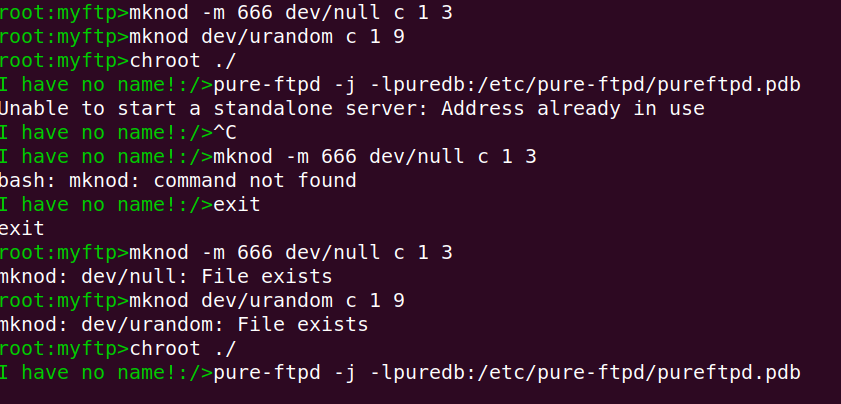 root:myftp>mknod -m 666 dev/null c 1 3
root:myftp>mknod dev/urandom c 1 9
root:myftp>chroot ./
I have no name!:/>pure-ftpd -j -lpuredb:/etc/pure-ftpd/pureftpd.pdb
Unable to start a standalone server: Address already in use
I have no name!:/>^C
I have no name!:/>mknod -m 666 dev/null c 1 3
bash: mknod: command not found
I have no name!:/>exit
exit
root:myftp>mknod -m 666 dev/null c 1 3
mknod: dev/null: File exists
root:myftp>mknod dev/urandom c 1 9
mknod: dev/urandom: File exists
root:myftp>chroot ./
I have no name!:/>pure-ftpd -j -lpuredb:/etc/pure-ftpd/pureftpd.pdb